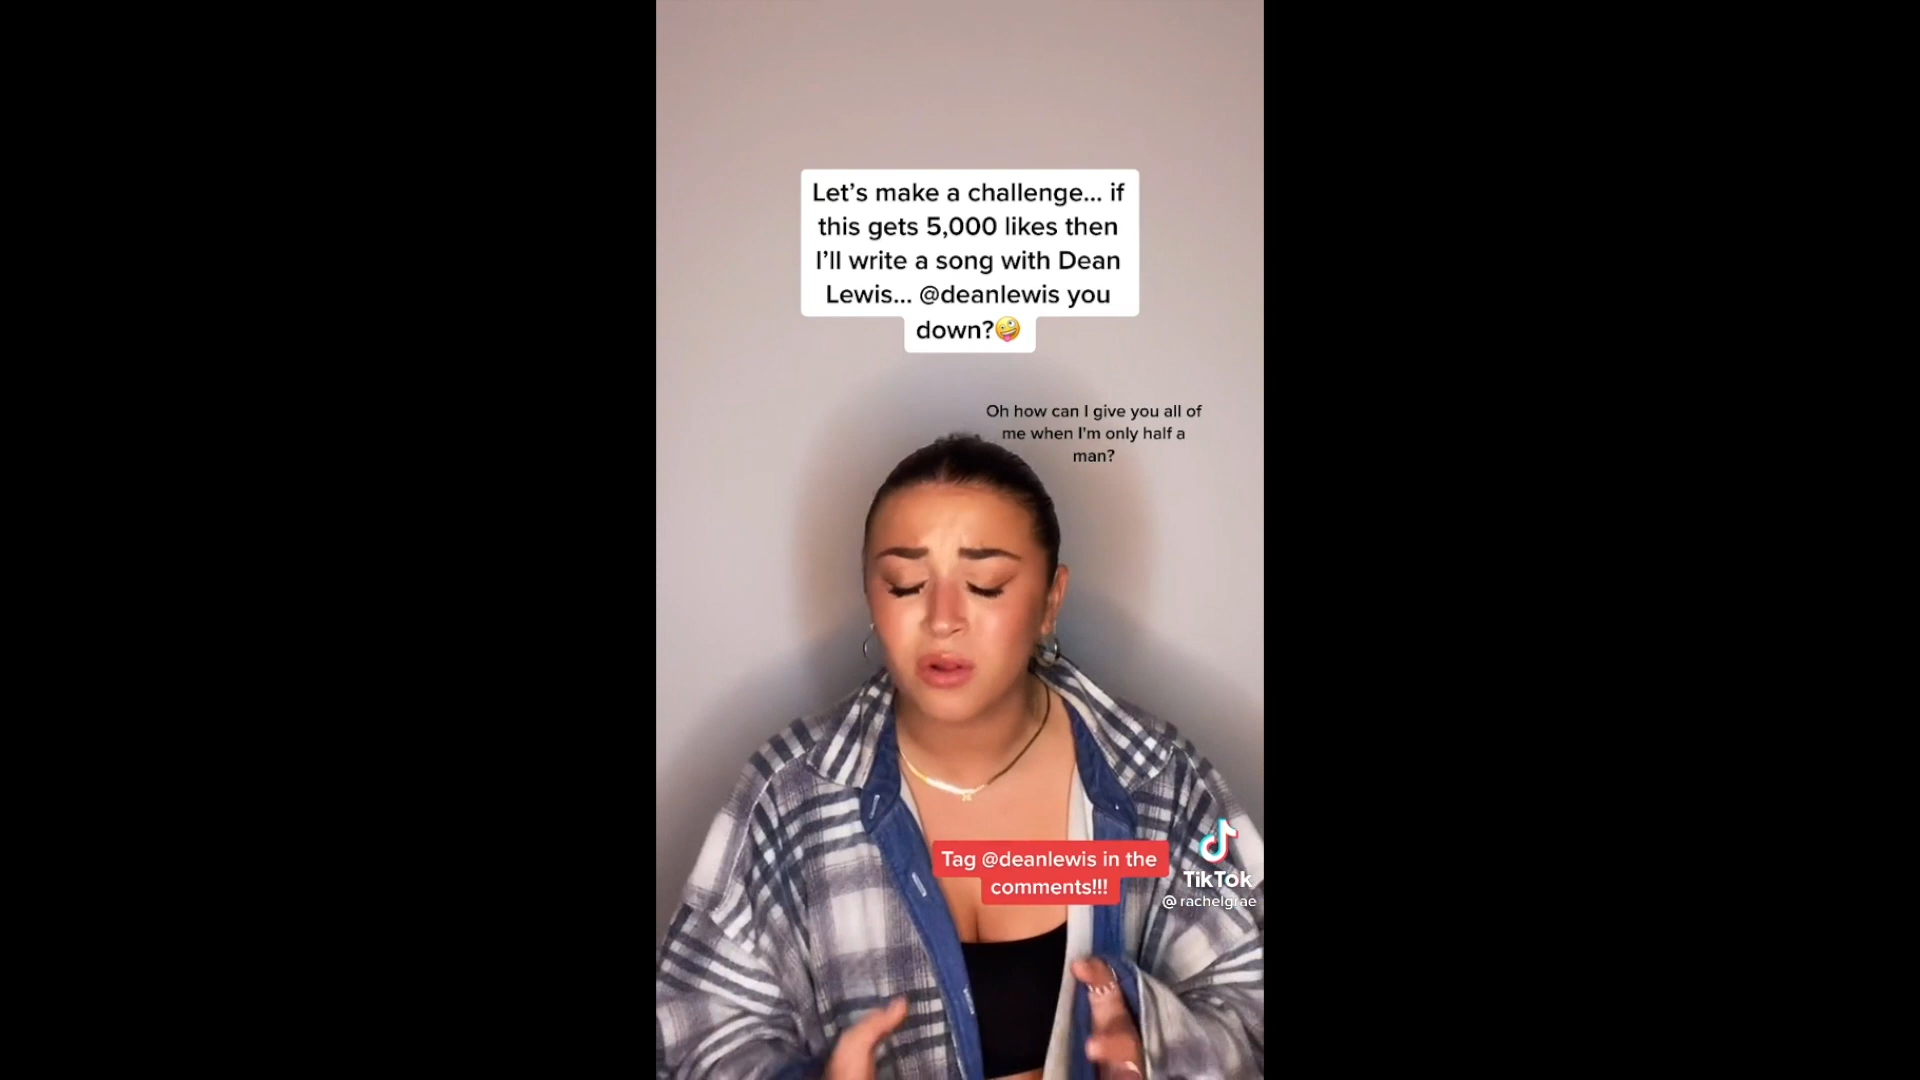 Let’s make a challenge... if
this gets 5,000 likes then
I’ll write a song with Dean
Lewis... @deanlewis you
down?🤪
Oh how can I give you all of
me when I'm only half a
man?
Tag @deanlewis in the
comments!!!
TikTok
@rachelgrae